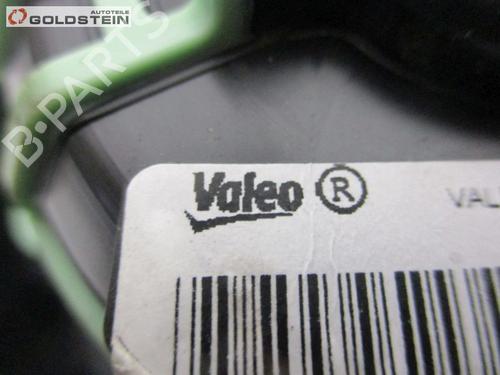 AUTOTEILE
GOLDSTEIN
B-PARTS
Valeo ®
VAL